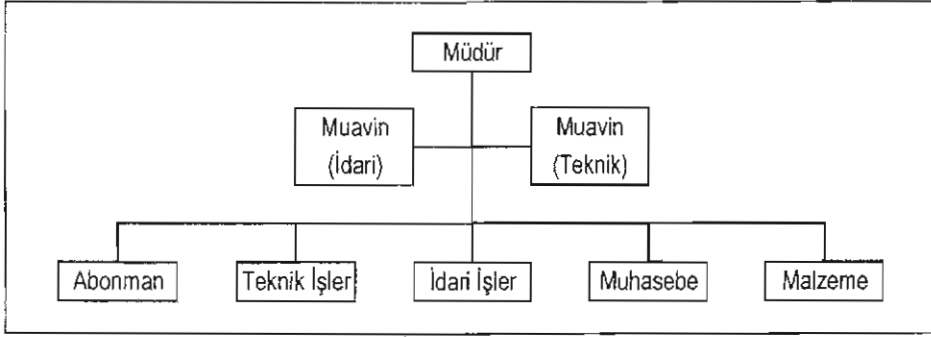 Müdür
Muavin
(İdari)
Muavin
(Teknik)
Abonman
Teknik İşler
İdari İşler
Muhasebe
Malzeme